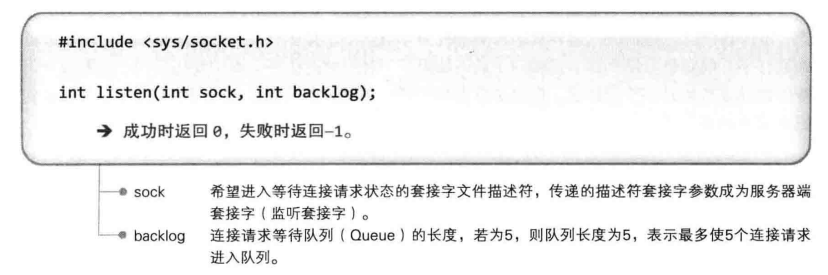 #include <sys/socket.h>
int listen(int sock, int backlog);
➔ 成功时返回 0，失败时返回−1。
sock 希望进入等待连接请求状态的套接字文件描述符，传递的描述符套接字参数成为服务器端
套接字（监听套接字）。
backlog 连接请求等待队列（Queue）的长度，若为5，则队列长度为5，表示最多使5个连接请求
进入队列。